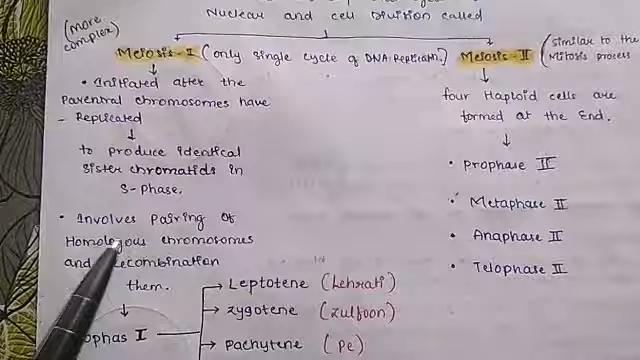 Nuclear and cell Division called
(more complex)
Meiosis-I (only single cycle of DNA Replicatn.) Meiosis-II (similar to the Mitosis process
• Initiated after the
Parentral chromosomes have
- Replicated
to produce identical
sister chromatids in
S-Phase.
• Involves pairing of
Homologous chromosomes
and recombination
them.
Leptotene (Lehrati)
zygotene (zulfoon)
pachytene (pe)
four Haploid cells are
formed at the End.
• Prophase II
• Metaphase II
• Anaphase II
• Telophase II